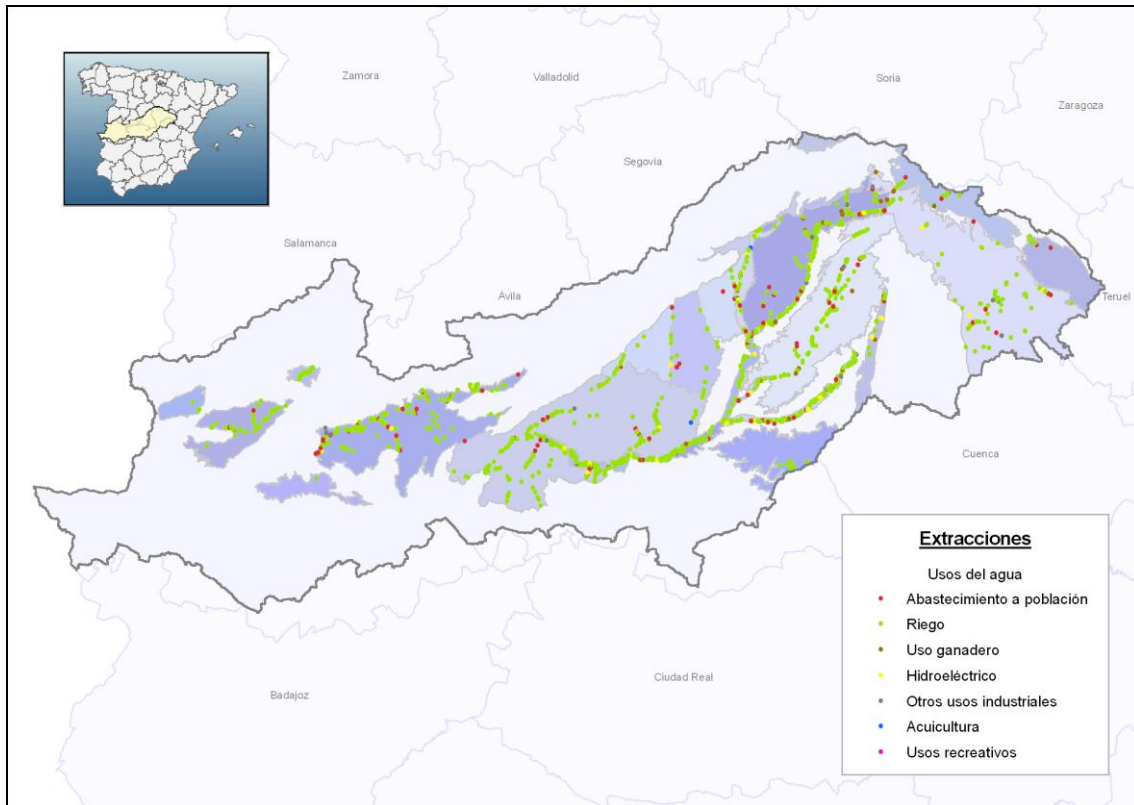 Zamora
Valladolid
Soria
Zaragoza
Segovia
Salamanca
Ávila
Teruel
Cuenca
Ciudad Real
Badajoz
Extracciones
Usos del agua
Abastecimiento a población
Riego
Uso ganadero
Hidroeléctrico
Otros usos industriales
Acuicultura
Usos recreativos